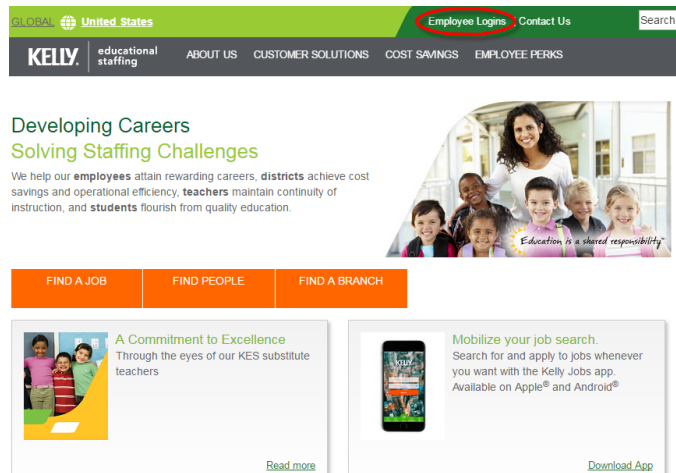 GLOBAL United States
Employee Logins Contact Us Search
KELLY. educational
staffing
ABOUT US CUSTOMER SOLUTIONS COST SAVINGS EMPLOYEE PERKS
Developing Careers
Solving Staffing Challenges
We help our employees attain rewarding careers, districts achieve cost
savings and operational efficiency, teachers maintain continuity of
instruction, and students flourish from quality education.
Education is a shared responsibility™
FIND A JOB FIND PEOPLE FIND A BRANCH
A Commitment to Excellence
Through the eyes of our KES substitute
teachers
Read more
KELLY
Mobilize your job search.
Search for and apply to jobs whenever
you want with the Kelly Jobs app.
Available on Apple® and Android®
Download App